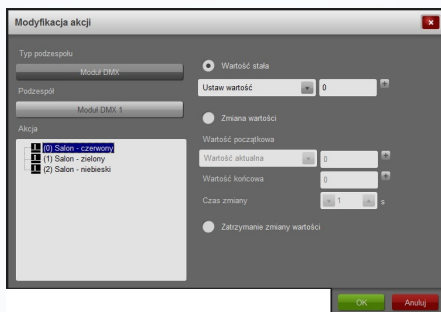 Modyfikacja akcji
Typ podzespołu
Moduł DMX
Podzespół
Moduł DMX 1
Akcja
(0) Salon - czerwony
(1) Salon - zielony
(2) Salon - niebieski
Wartość stała
Ustaw wartość 0
Zmiana wartości
Wartość początkowa
Wartość aktualna 0
Wartość końcowa 0
Czas zmiany 1 s
Zatrzymanie zmiany wartości
OK Anuluj